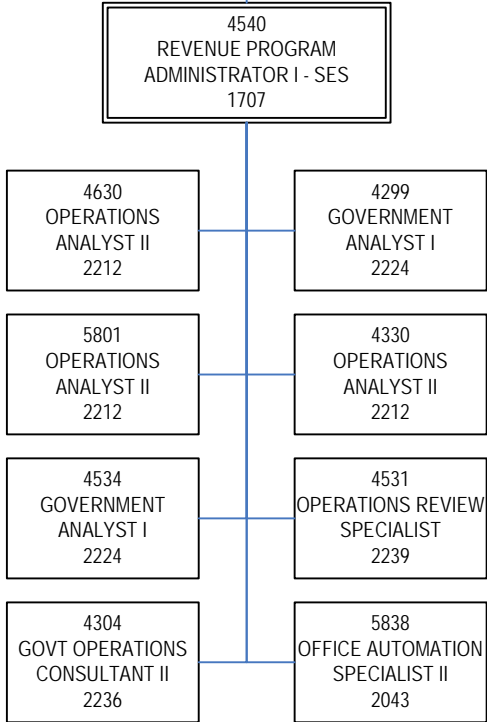 4540
REVENUE PROGRAM
ADMINISTRATOR I - SES
1707
4630
OPERATIONS
ANALYST II
2212
4299
GOVERNMENT
ANALYST I
2224
5801
OPERATIONS
ANALYST II
2212
4330
OPERATIONS
ANALYST II
2212
4534
GOVERNMENT
ANALYST I
2224
4531
OPERATIONS REVIEW
SPECIALIST
2239
4304
GOVT OPERATIONS
CONSULTANT II
2236
5838
OFFICE AUTOMATION
SPECIALIST II
2043